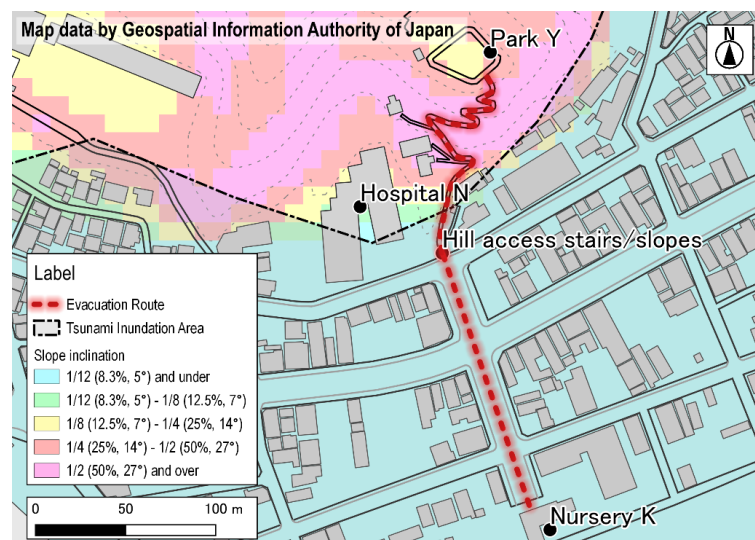 Map data by Geospatial Information Authority of Japan
N
Park Y
Hospital N
Hill access stairs/slopes
Label
Evacuation Route
Tsunami Inundation Area
Slope inclination
1/12 (8.3%, 5°) and under
1/12 (8.3%, 5°) - 1/8 (12.5%, 7°)
1/8 (12.5%, 7°) - 1/4 (25%, 14°)
1/4 (25%, 14°) - 1/2 (50%, 27°)
1/2 (50%, 27°) and over
0 50 100 m
Nursery K